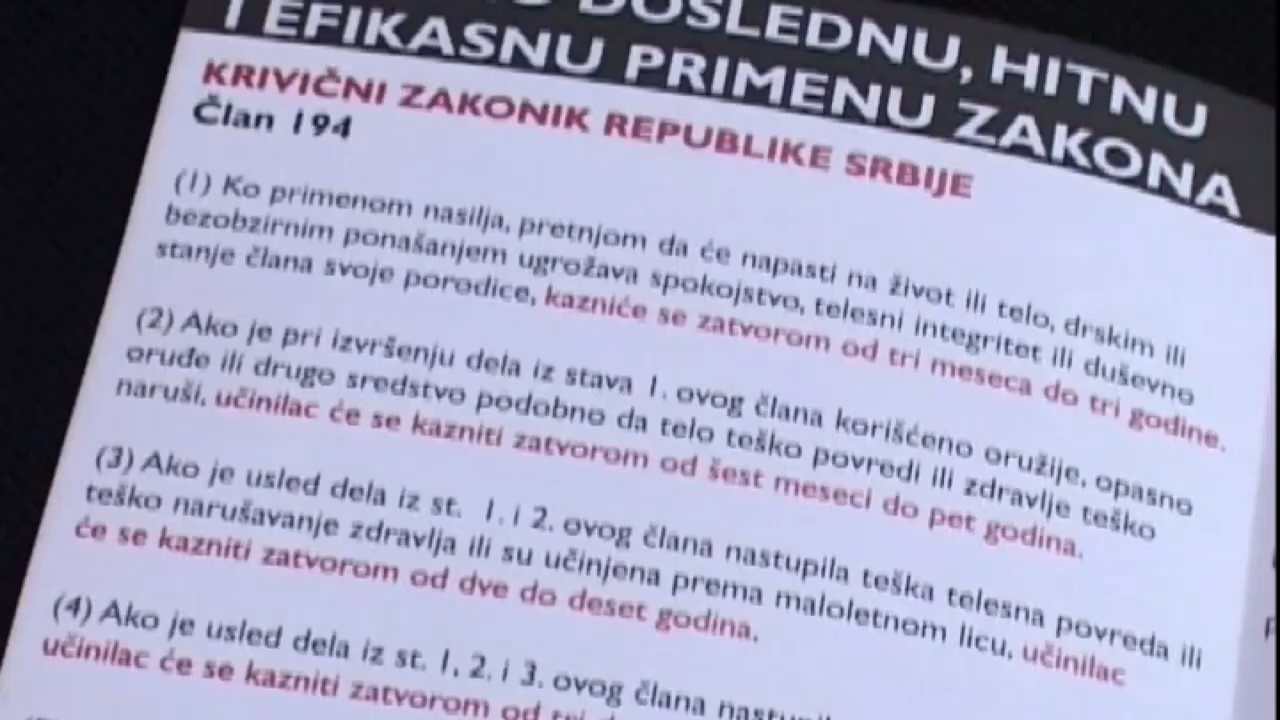 DOSLEDNU, HITNU
I EFIKASNU PRIMENU ZAKONA
KRIVIČNI ZAKONIK REPUBLIKE SRBIJE
Član 194
(1) Ko primenom nasilja, pretnjom da će napasti na život ili telo, drskim ili
bezobzirnim ponašanjem ugrožava spokojstvo, telesni integritet ili duševno
stanje člana svoje porodice, kazniće se zatvorom od tri meseca do tri godine.
(2) Ako je pri izvršenju dela iz stava 1. ovog člana korišćeno oružije, opasno
oruđe ili drugo sredstvo podobno da telo teško povredi ili zdravlje teško
naruši, učinilac će se kazniti zatvorom od šest meseci do pet godina.
(3) Ako je usled dela iz st. 1. i 2. ovog člana nastupila teška telesna povreda ili
teško narušavanje zdravlja ili su učinjena prema maloletnom licu, učinilac
će se kazniti zatvorom od dve do deset godina.
(4) Ako je usled dela iz st. 1, 2. i 3. ovog člana
učinilac će se kazniti zatvorom od tri